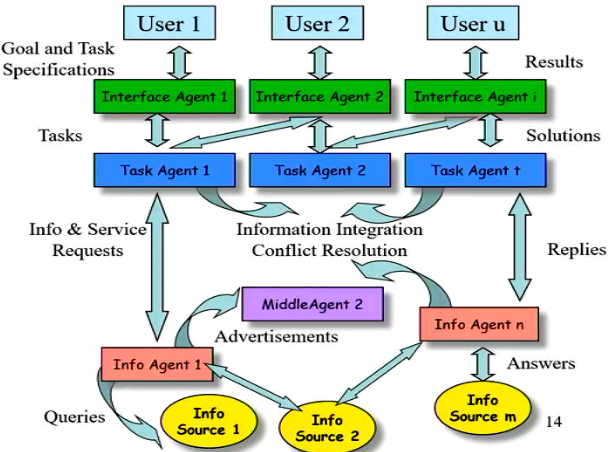 User 1
User 2
User u
Goal and Task
Specifications
Results
Interface Agent 1
Interface Agent 2
Interface Agent i
Tasks
Solutions
Task Agent 1
Task Agent 2
Task Agent t
Info & Service
Requests
Information Integration
Conflict Resolution
Replies
MiddleAgent 2
Info Agent n
Advertisements
Info Agent 1
Answers
Queries
Info
Source 1
Info
Source 2
Info
Source m
14